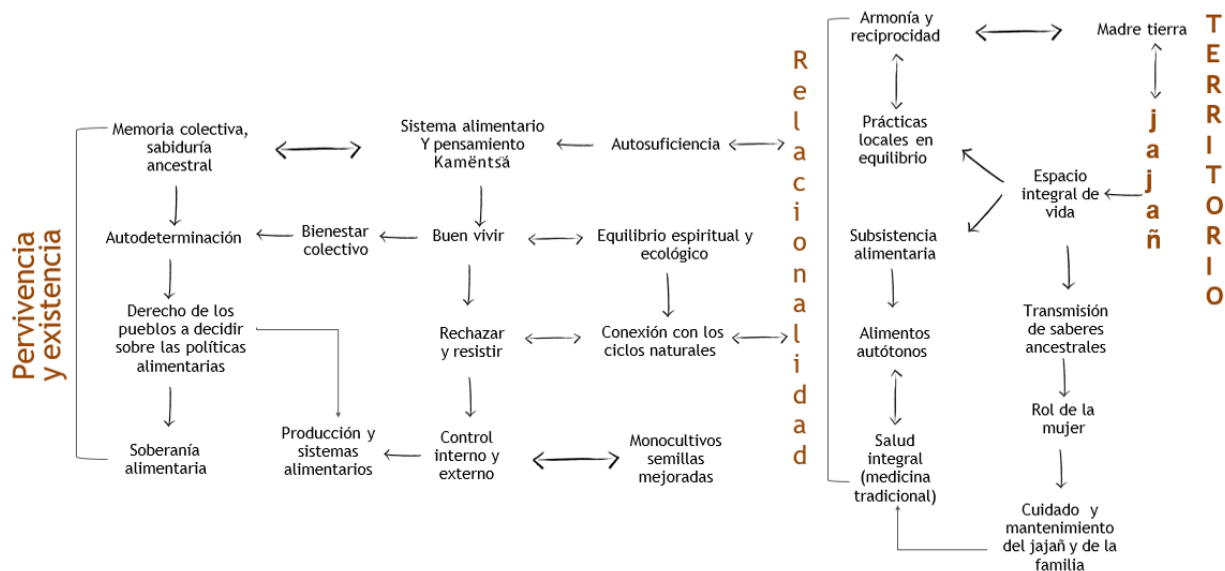 Pervivencia
y existencia
Memoria colectiva,
sabiduría
ancestral
Autodeterminación
Derecho de los
pueblos a decidir
sobre las políticas
alimentarias
Soberanía
alimentaria
Bienestar
colectivo
Producción y
sistemas
alimentarios
Sistema alimentario
Y pensamiento
Kamëntsä́
Buen vivir
Rechazar
y resistir
Control
interno y
externo
Autosuficiencia
Equilibrio espiritual y
ecológico
Conexión con los
ciclos naturales
Monocultivos
semillas
mejoradas
Relacionalidad
Armonía y
reciprocidad
Prácticas
locales en
equilibrio
Subsistencia
alimentaria
Alimentos
autótonos
Salud
integral
(medicina
tradicional)
Madre tierra
jajañ
Espacio
integral de
vida
Transmisión
de saberes
ancestrales
Rol de la
mujer
Cuidado y
mantenimiento
del jajañ y de la
familia
TERRITORIO